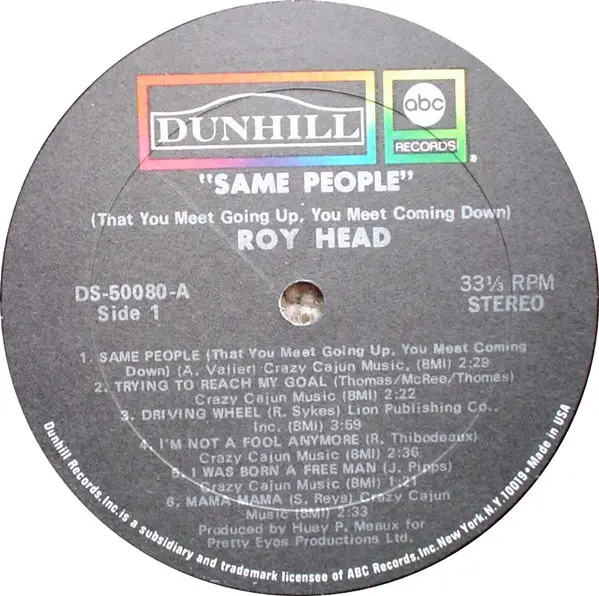 DUNHILL
abc
RECORDS
®
"SAME PEOPLE"
(That You Meet Going Up, You Meet Coming Down)
ROY HEAD
DS-50080-A
Side 1
33⅓ RPM
STEREO
1. SAME PEOPLE (That You Meet Going Up, You Meet Coming
Down) (A. Valier) Crazy Cajun Music, (BMI) 2:29
2. TRYING TO REACH MY GOAL (Thomas/McRee/Thomas)
Crazy Cajun Music (BMI) 2:22
3. DRIVING WHEEL (R. Sykes) Lion Publishing Co.,
Inc. (BMI) 3:59
4. I'M NOT A FOOL ANYMORE (R. Thibodeaux)
Crazy Cajun Music (BMI) 2:36
5. I WAS BORN A FREE MAN (J. Pipps)
Crazy Cajun Music (BMI) 1:21
6. MAMA MAMA (S. Reys) Crazy Cajun
Music (BMI) 2:33
Produced by Huey P. Meaux for
Pretty Eyes Productions Ltd.
Dunhill Records, Inc. is a subsidiary and trademark licensee of ABC Records, Inc. New York, N.Y. 10019 • Made in USA